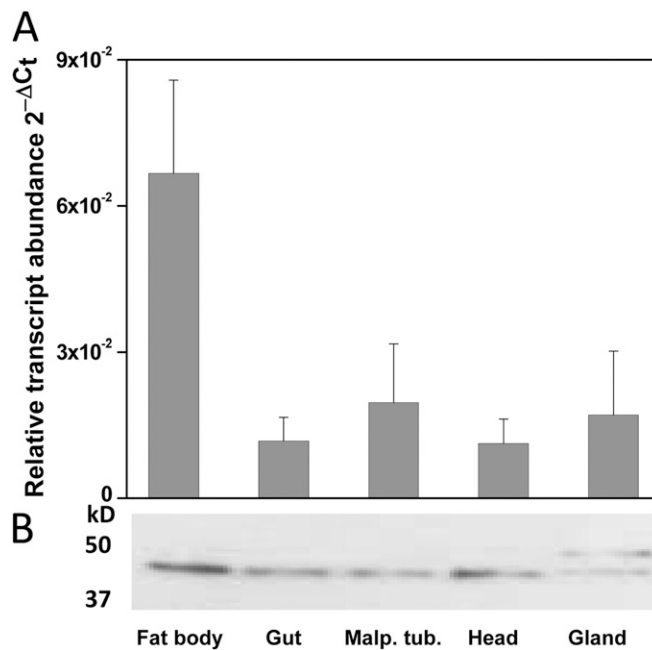 A
Relative transcript abundance 2−ΔCt
9x10-2
6x10-2
3x10-2
0
B
kD
50
37
Fat body Gut Malp. tub. Head Gland